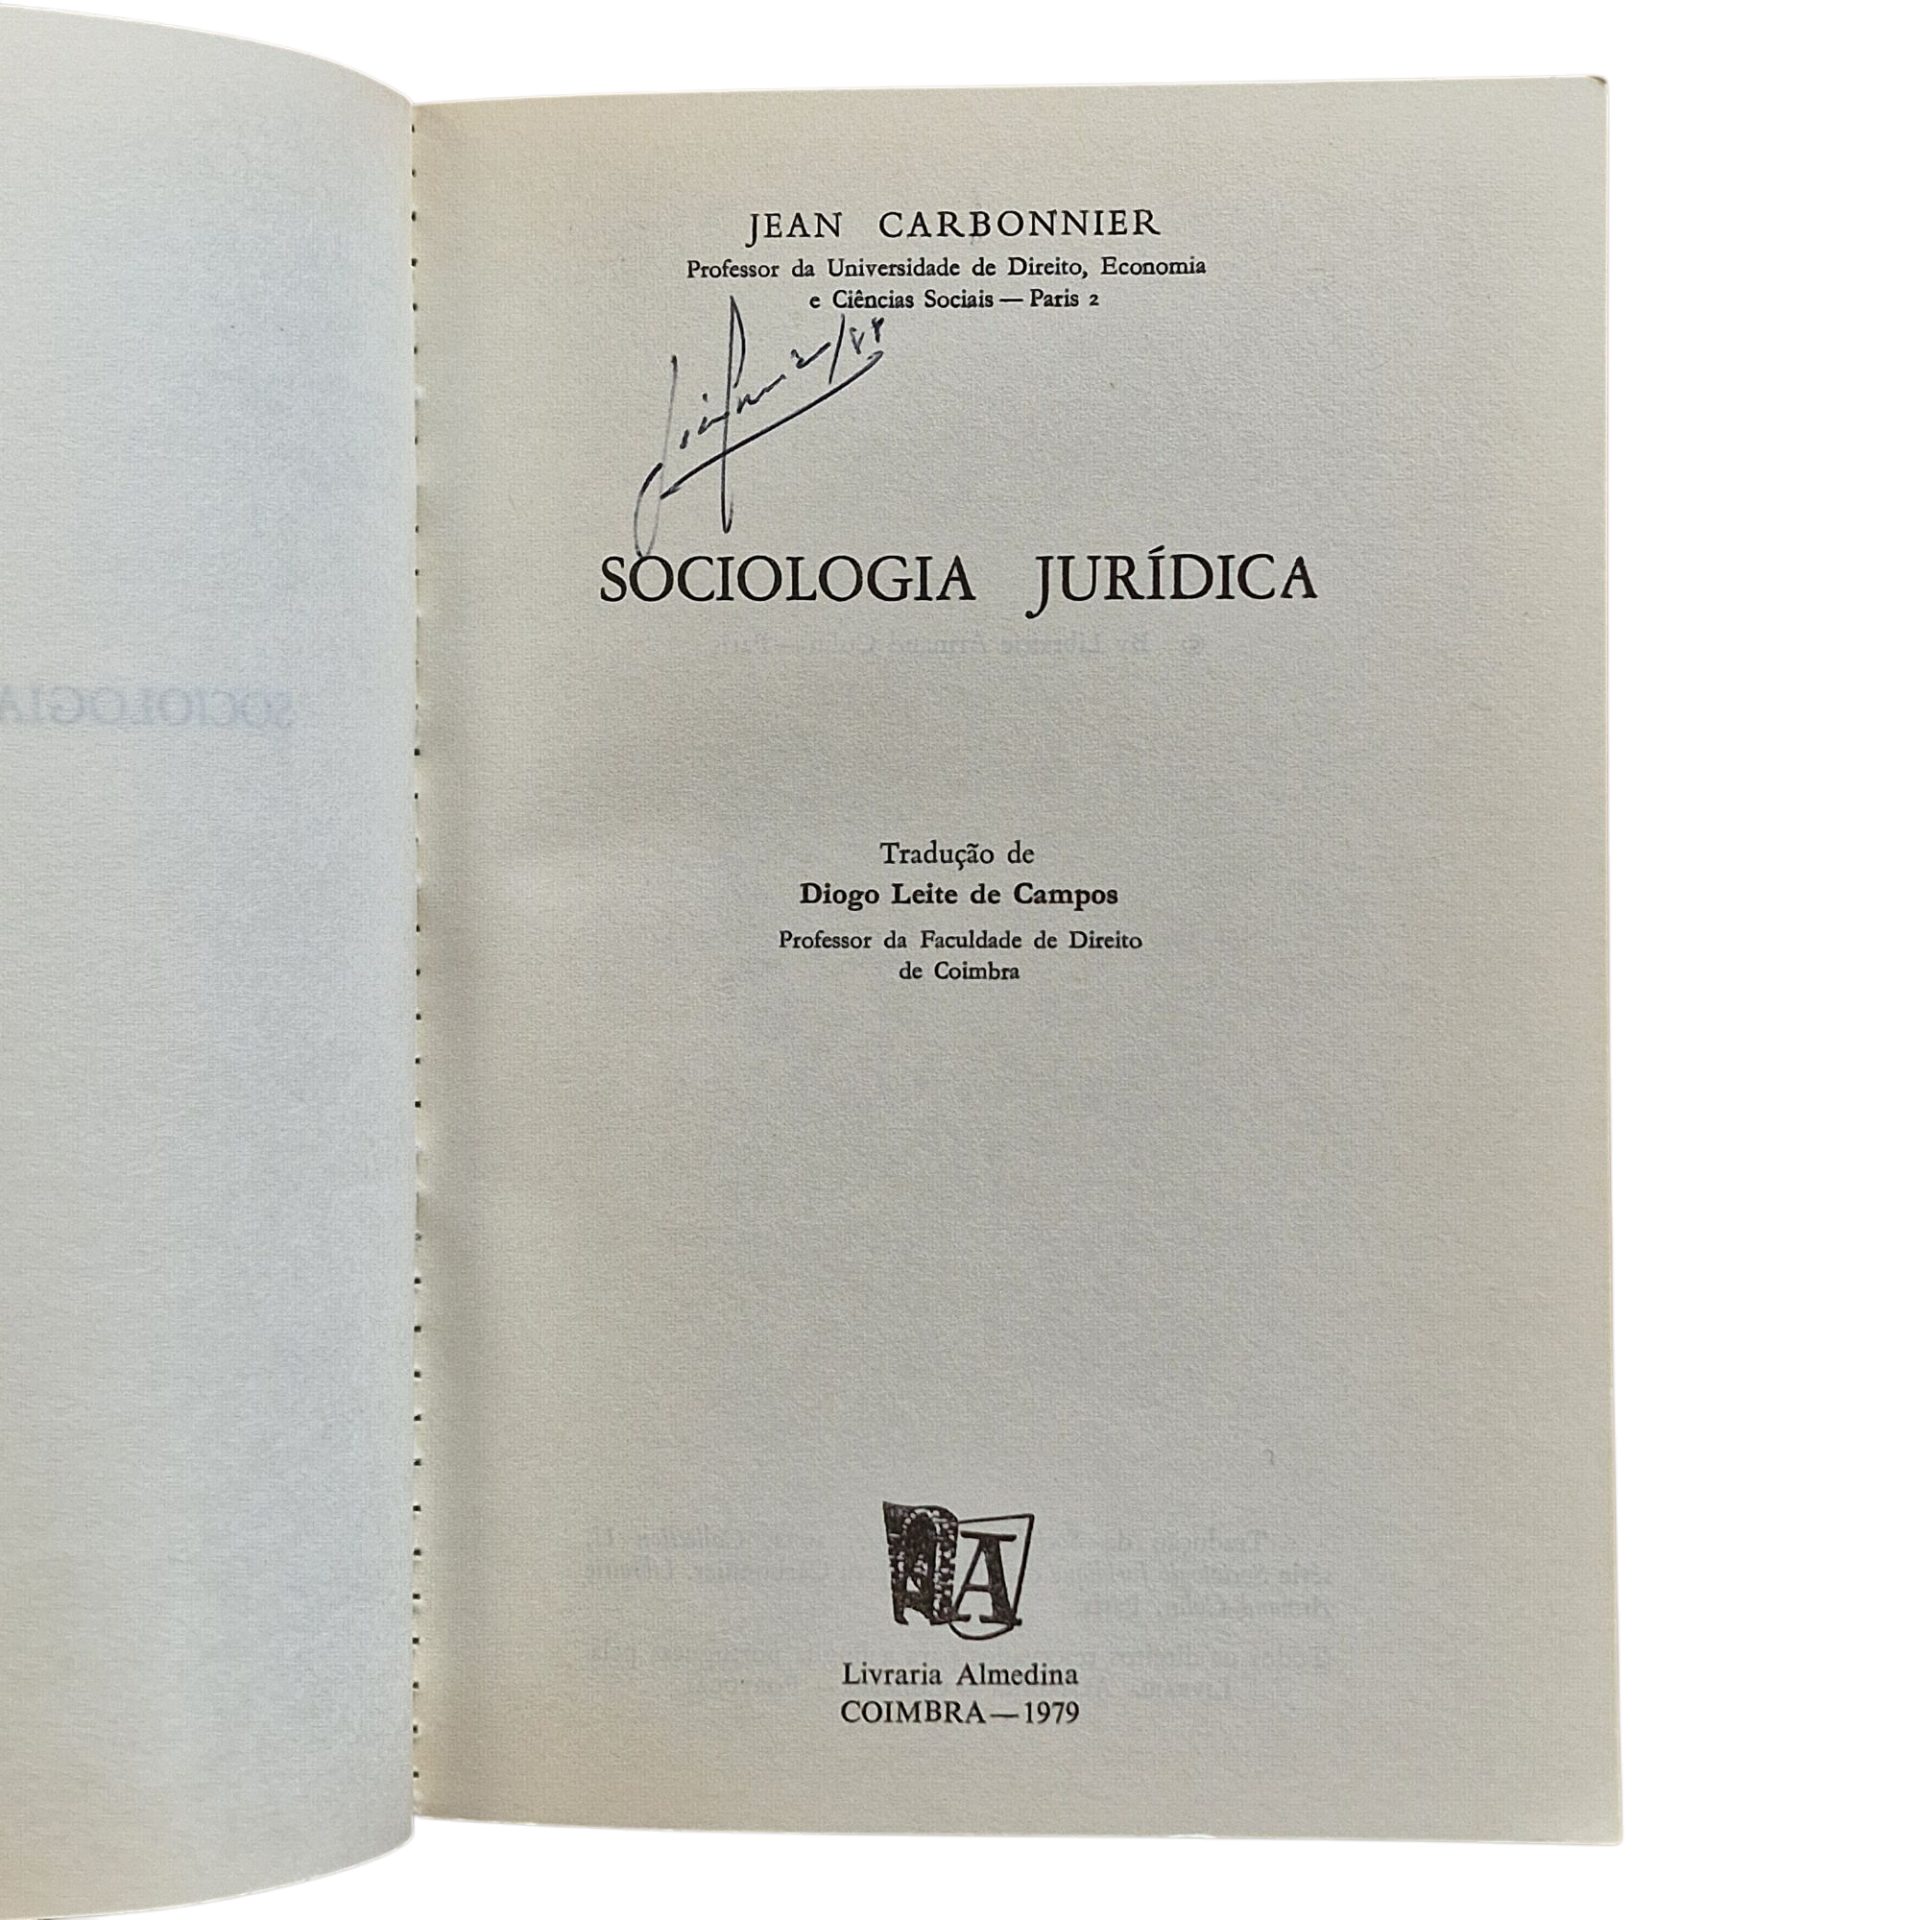 JEAN CARBONNIER
Professor da Universidade de Direito, Economia
e Ciências Sociais — Paris 2
SOCIOLOGIA JURÍDICA
Tradução de
Diogo Leite de Campos
Professor da Faculdade de Direito
de Coimbra
A
Livraria Almedina
COIMBRA — 1979